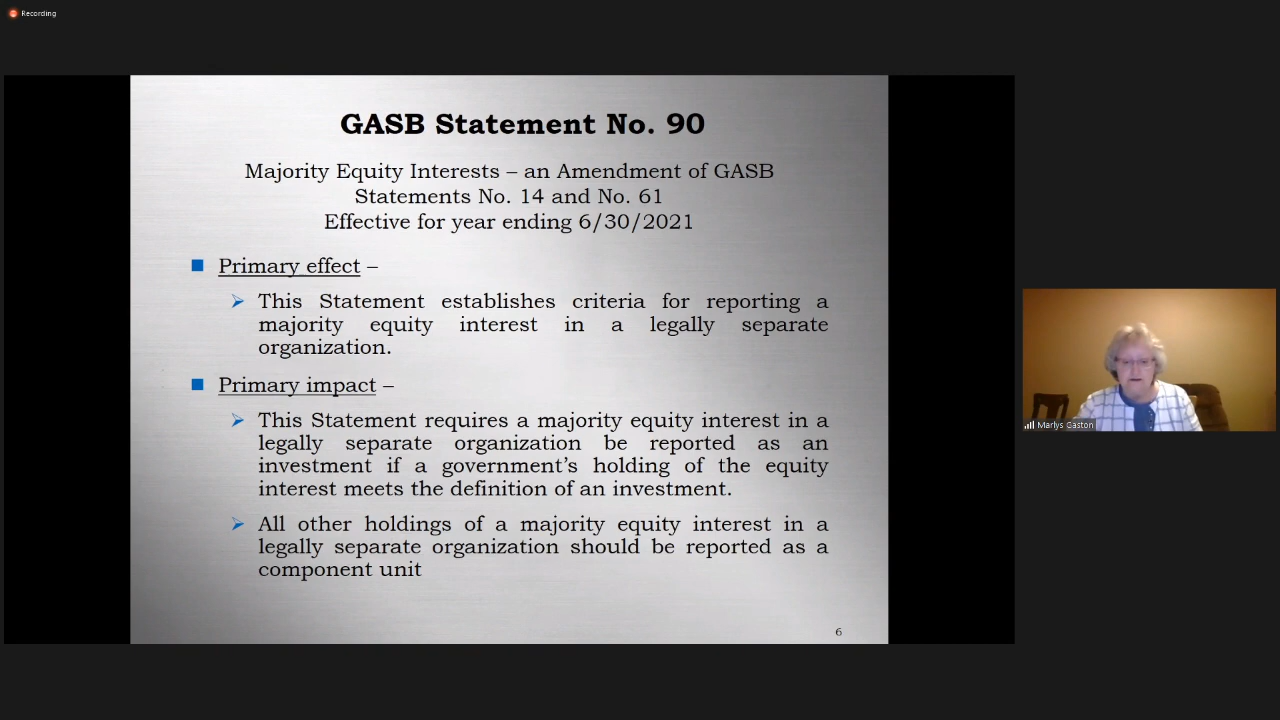 Recording
GASB Statement No. 90
Majority Equity Interests – an Amendment of GASB
Statements No. 14 and No. 61
Effective for year ending 6/30/2021
Primary effect –
This Statement establishes criteria for reporting a
majority equity interest in a legally separate
organization.
Primary impact –
This Statement requires a majority equity interest in a
legally separate organization be reported as an
investment if a government’s holding of the equity
interest meets the definition of an investment.
All other holdings of a majority equity interest in a
legally separate organization should be reported as a
component unit
6
Marlys Gaston